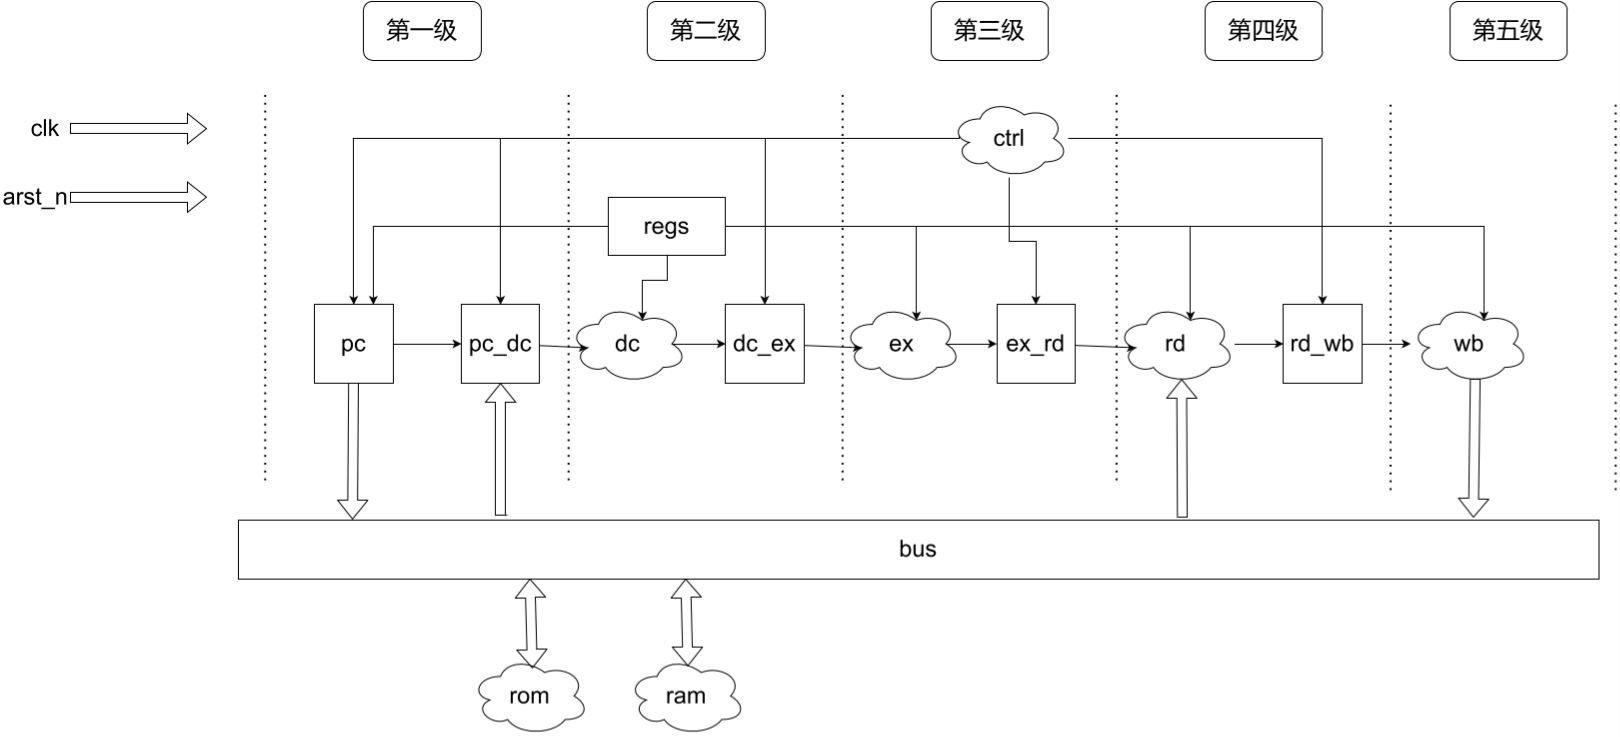 第一级
第二级
第三级
第四级
第五级
clk
ctrl
arst_n
regs
pc
pc_dc
dc
dc_ex
ex
ex_rd
rd
rd_wb
wb
bus
rom
ram